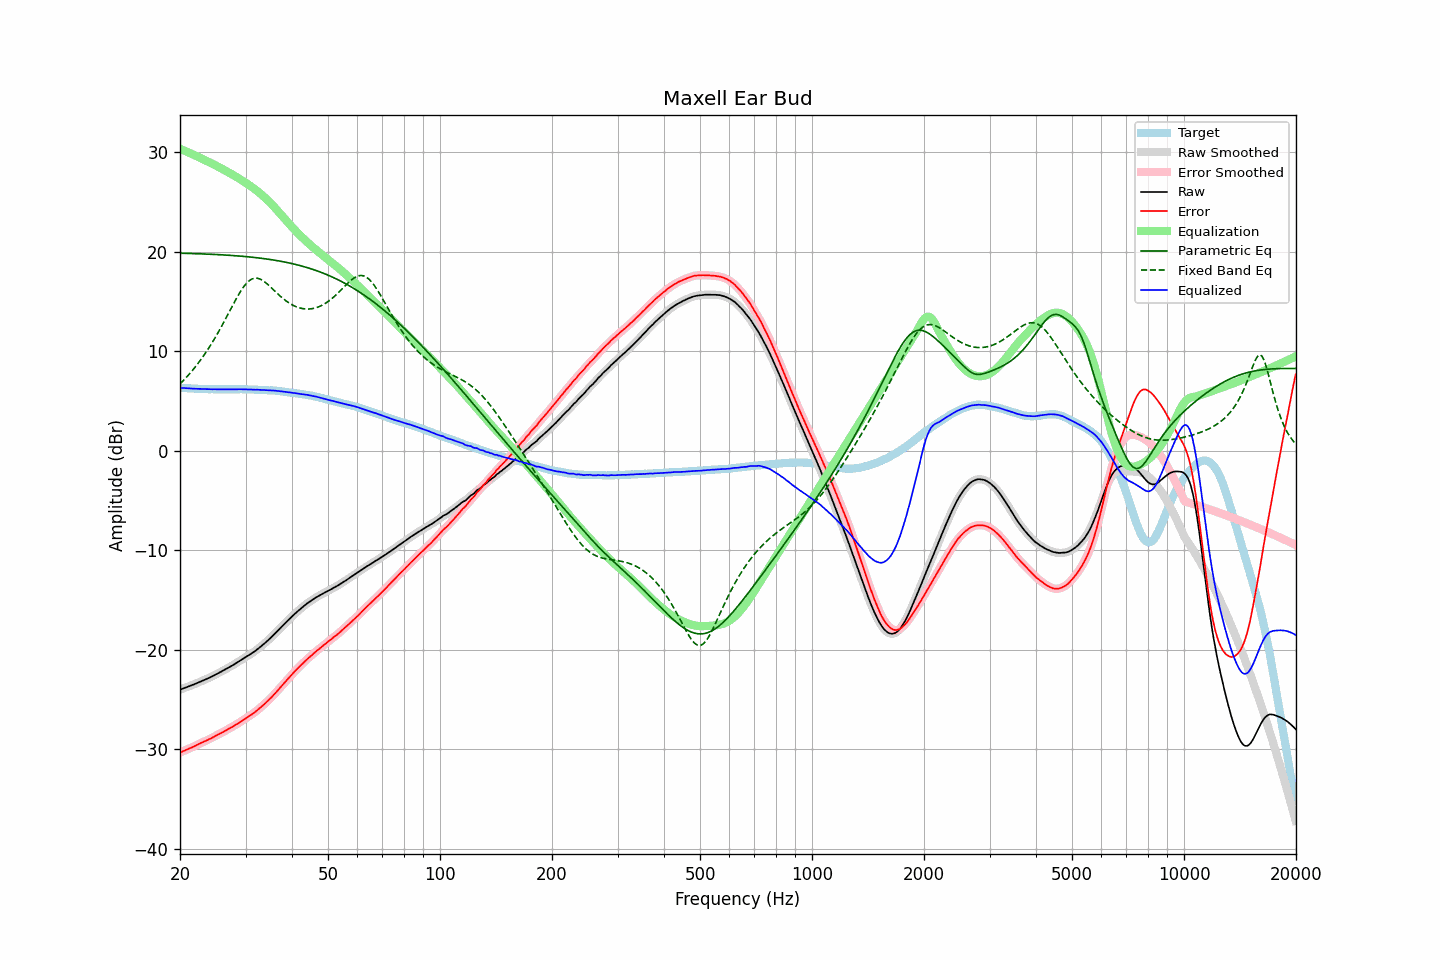 Maxell Ear Bud
Target
Raw Smoothed
Error Smoothed
Raw
Error
Equalization
Parametric Eq
Fixed Band Eq
Equalized
Amplitude (dBr)
30
20
10
0
−10
−20
−30
−40
20 50 100 200 500 1000 2000 5000 10000 20000
Frequency (Hz)